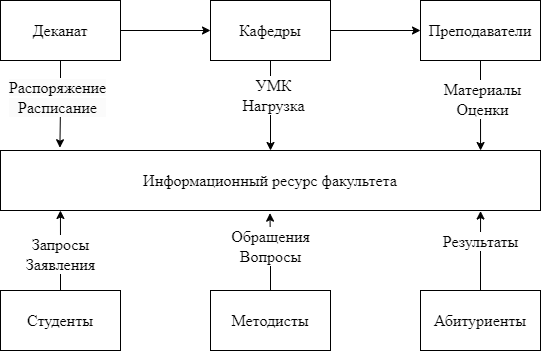 Деканат
Кафедры
Преподаватели
Распоряжение
Расписание
УМК
Нагрузка
Материалы
Оценки
Информационный ресурс факультета
Запросы
Заявления
Обращения
Вопросы
Результаты
Студенты
Методисты
Абитуриенты